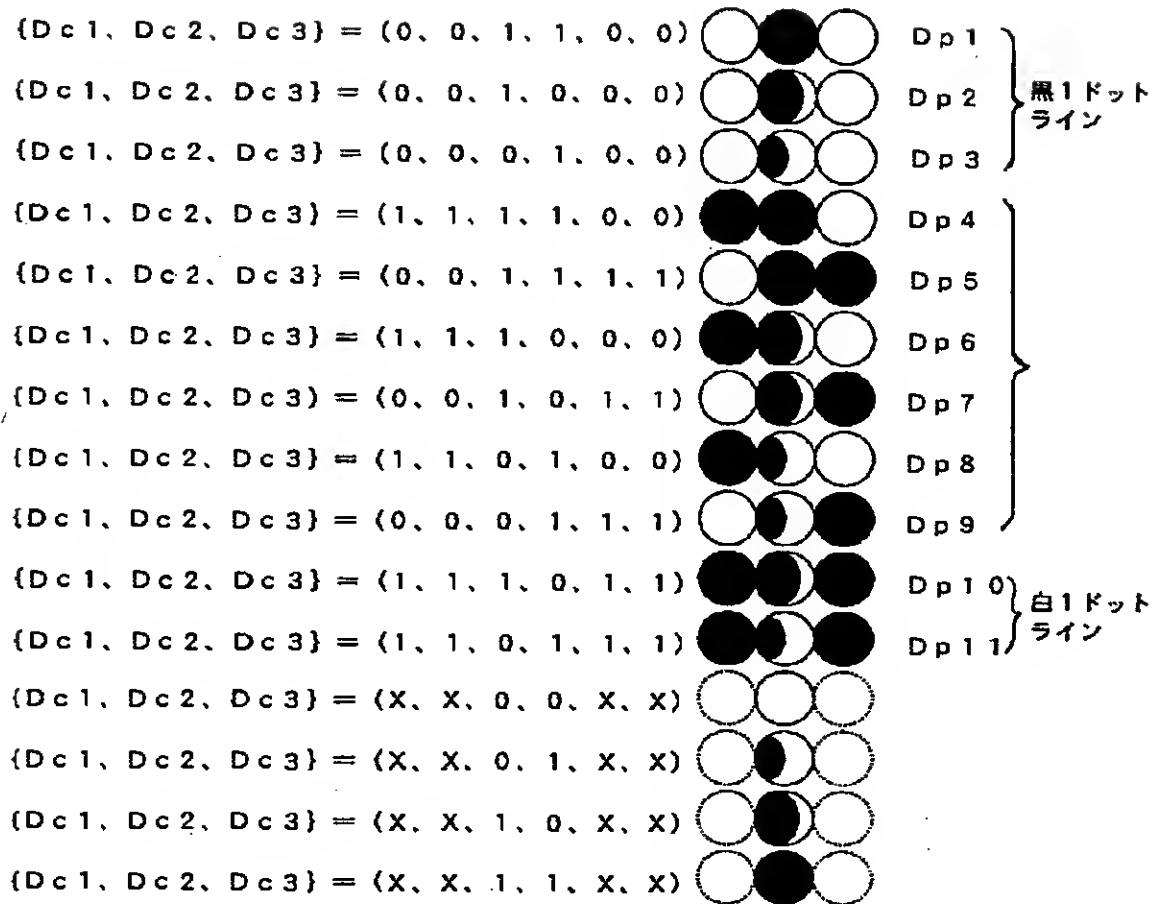 {Dc1、Dc2、Dc3}=(0、0、1、1、0、0) Dp1
{Dc1、Dc2、Dc3}=(0、0、1、0、0、0) Dp2
黒1ドット
ライン
{Dc1、Dc2、Dc3}=(0、0、0、1、0、0) Dp3
{Dc1、Dc2、Dc3}=(1、1、1、1、0、0) Dp4
{Dc1、Dc2、Dc3}=(0、0、1、1、1、1) Dp5
{Dc1、Dc2、Dc3}=(1、1、1、0、0、0) Dp6
{Dc1、Dc2、Dc3)=(0、0、1、0、1、1) Dp7
{Dc1、Dc2、Dc3}=(1、1、0、1、0、0) Dp8
{Dc1、Dc2、Dc3}=(0、0、0、1、1、1) Dp9
{Dc1、Dc2、Dc3}=(1、1、1、0、1、1) Dp10
白1ドット
ライン
{Dc1、Dc2、Dc3}=(1、1、0、1、1、1) Dp11
{Dc1、Dc2、Dc3}=(X、X、0、0、X、X)
{Dc1、Dc2、Dc3}=(X、X、0、1、X、X)
{Dc1、Dc2、Dc3}=(X、X、1、0、X、X)
{Dc1、Dc2、Dc3}=(X、X、1、1、X、X)